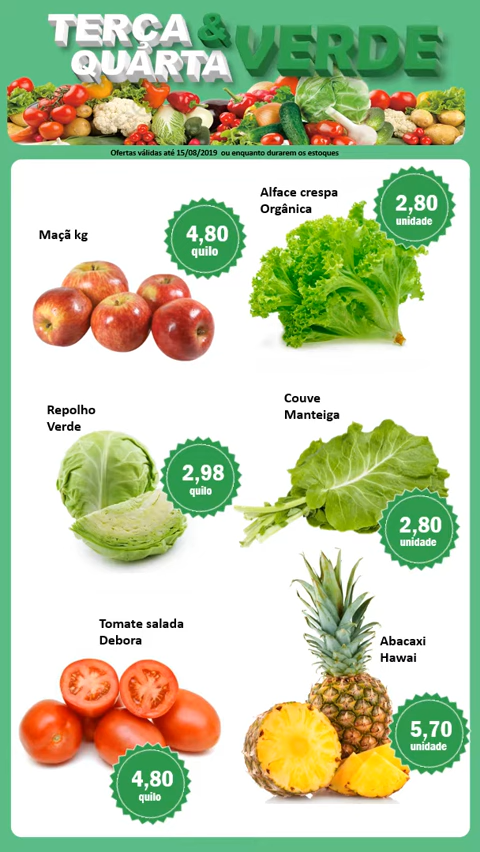 TERÇA & VERDE
QUARTA
Ofertas válidas até 15/08/2019 ou enquanto durarem os estoques
Maçã kg
4,80
quilo
Alface crespa
Orgânica
2,80
unidade
Repolho
Verde
2,98
quilo
Couve
Manteiga
2,80
unidade
Tomate salada
Debora
4,80
quilo
Abacaxi
Hawai
5,70
unidade